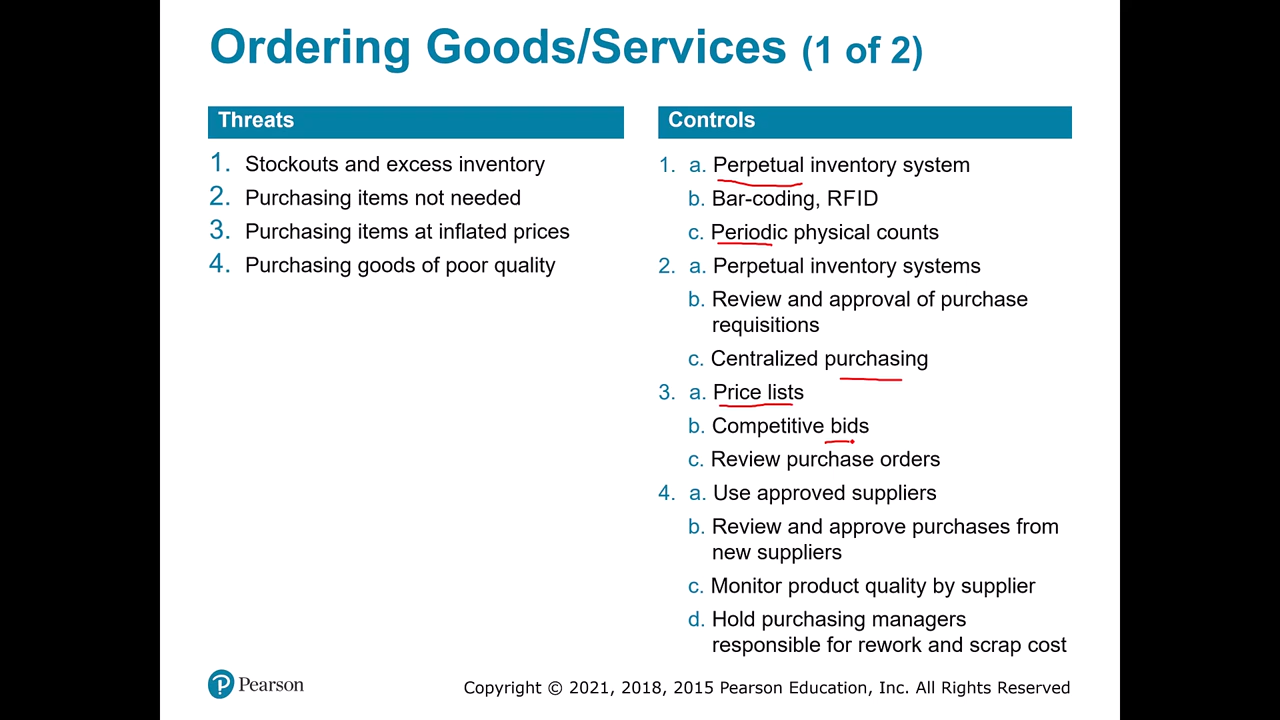 Ordering Goods/Services (1 of 2)
Threats
1. Stockouts and excess inventory
2. Purchasing items not needed
3. Purchasing items at inflated prices
4. Purchasing goods of poor quality
Controls
1. a. Perpetual inventory system
b. Bar-coding, RFID
c. Periodic physical counts
2. a. Perpetual inventory systems
b. Review and approval of purchase
requisitions
c. Centralized purchasing
3. a. Price lists
b. Competitive bids
c. Review purchase orders
4. a. Use approved suppliers
b. Review and approve purchases from
new suppliers
c. Monitor product quality by supplier
d. Hold purchasing managers
responsible for rework and scrap cost
P Pearson
Copyright © 2021, 2018, 2015 Pearson Education, Inc. All Rights Reserved